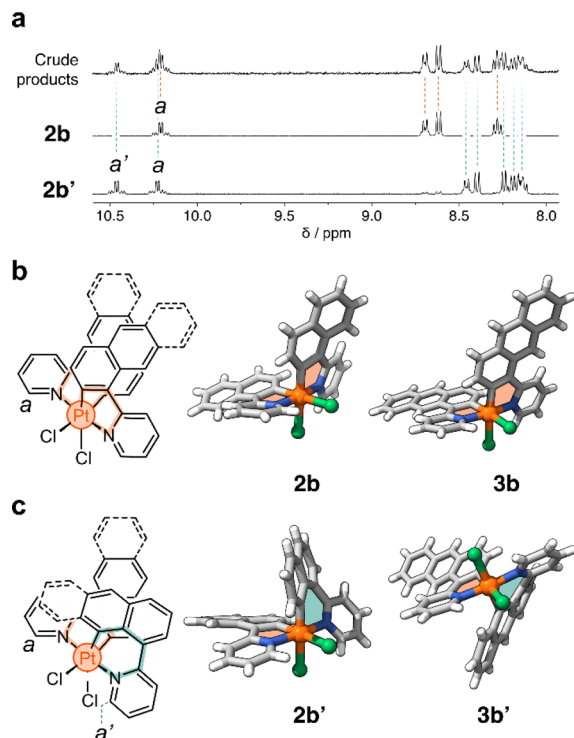 a
Crude
products
a
2b
a'
a
2b'
10.5 10.0 9.5 9.0 8.5 8.0
δ / ppm
b
a
Pt
N
N
Cl
Cl
2b
3b
c
a
N
Pt
Cl
N
Cl
a'
2b'
3b'